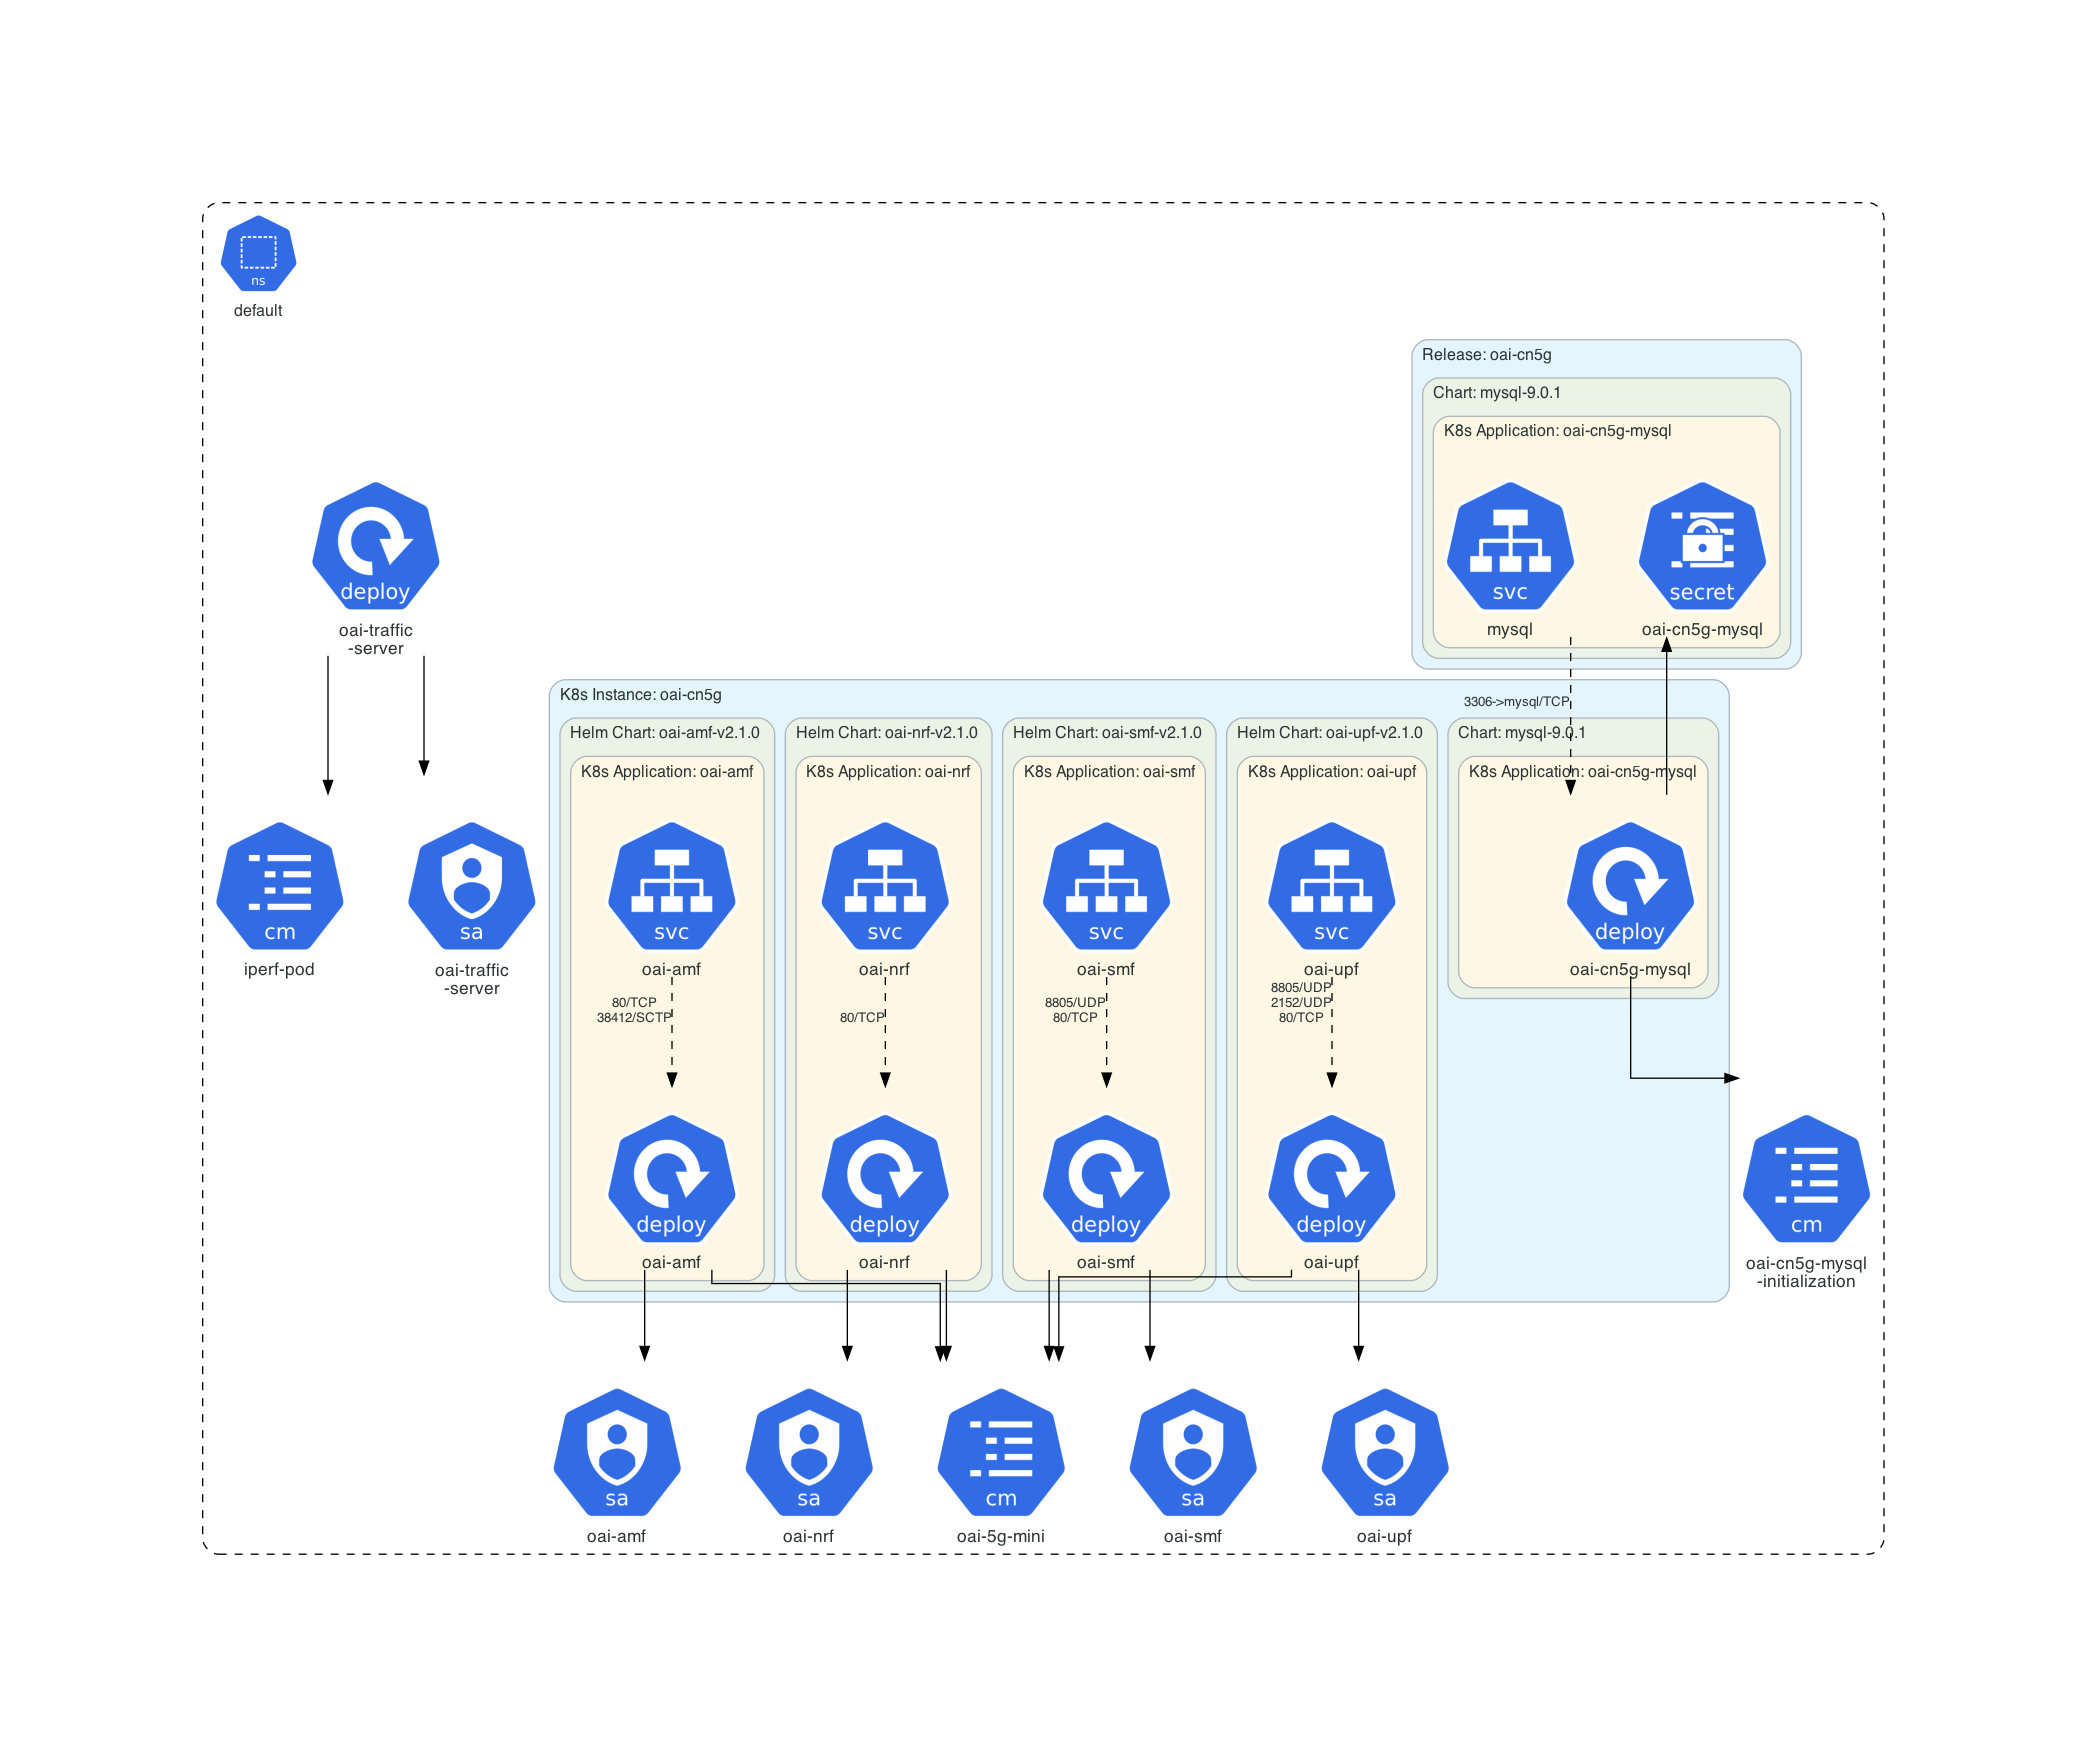 ns
default
Release: oai-cn5g
Chart: mysql-9.0.1
K8s Application: oai-cn5g-mysql
deploy
oai-traffic
-server
svc
mysql
secret
oai-cn5g-mysql
3306->mysql/TCP
K8s Instance: oai-cn5g
Helm Chart: oai-amf-v2.1.0
Helm Chart: oai-nrf-v2.1.0
Helm Chart: oai-smf-v2.1.0
Helm Chart: oai-upf-v2.1.0
Chart: mysql-9.0.1
K8s Application: oai-amf
K8s Application: oai-nrf
K8s Application: oai-smf
K8s Application: oai-upf
K8s Application: oai-cn5g-mysql
cm
iperf-pod
sa
oai-traffic
-server
svc
oai-amf
svc
oai-nrf
svc
oai-smf
svc
oai-upf
deploy
oai-cn5g-mysql
80/TCP
38412/SCTP
80/TCP
8805/UDP
80/TCP
8805/UDP
2152/UDP
80/TCP
deploy
oai-amf
deploy
oai-nrf
deploy
oai-smf
deploy
oai-upf
cm
oai-cn5g-mysql
-initialization
sa
oai-amf
sa
oai-nrf
cm
oai-5g-mini
sa
oai-smf
sa
oai-upf